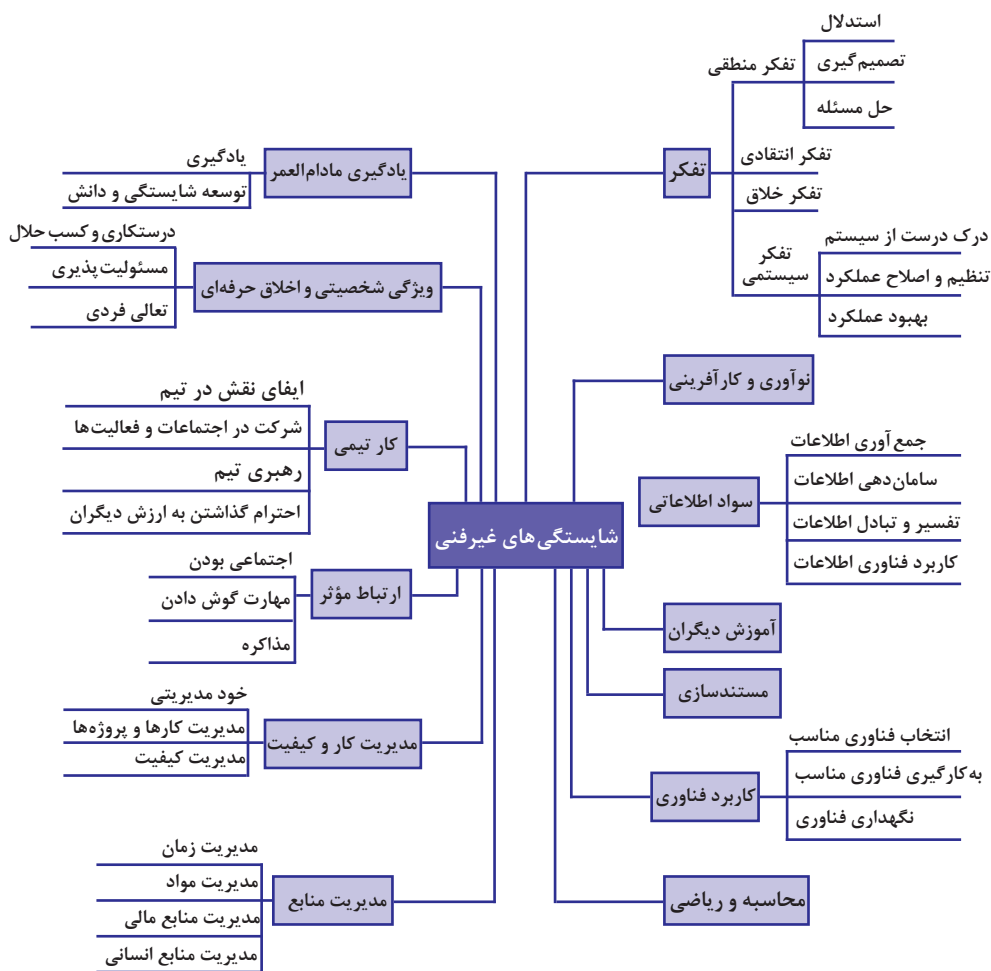 شایستگی‌های غیرفنی
تفکر
تفکر منطقی
استدلال
تصمیم‌گیری
حل مسئله
تفکر انتقادی
تفکر خلاق
تفکر
سیستمی
درک درست از سیستم
تنظیم و اصلاح عملکرد
بهبود عملکرد
نوآوری و کارآفرینی
سواد اطلاعاتی
جمع‌آوری اطلاعات
سامان‌دهی اطلاعات
تفسیر و تبادل اطلاعات
کاربرد فناوری اطلاعات
آموزش دیگران
مستندسازی
کاربرد فناوری
انتخاب فناوری مناسب
به‌کارگیری فناوری مناسب
نگهداری فناوری
محاسبه و ریاضی
یادگیری مادام‌العمر
یادگیری
توسعه شایستگی و دانش
ویژگی شخصیتی و اخلاق حرفه‌ای
درستکاری و کسب حلال
مسئولیت‌پذیری
تعالی فردی
کار تیمی
ایفای نقش در تیم
شرکت در اجتماعات و فعالیت‌ها
رهبری تیم
احترام گذاشتن به ارزش دیگران
ارتباط مؤثر
اجتماعی بودن
مهارت گوش دادن
مذاکره
مدیریت کار و کیفیت
خود مدیریتی
مدیریت کارها و پروژه‌ها
مدیریت کیفیت
مدیریت منابع
مدیریت زمان
مدیریت مواد
مدیریت منابع مالی
مدیریت منابع انسانی